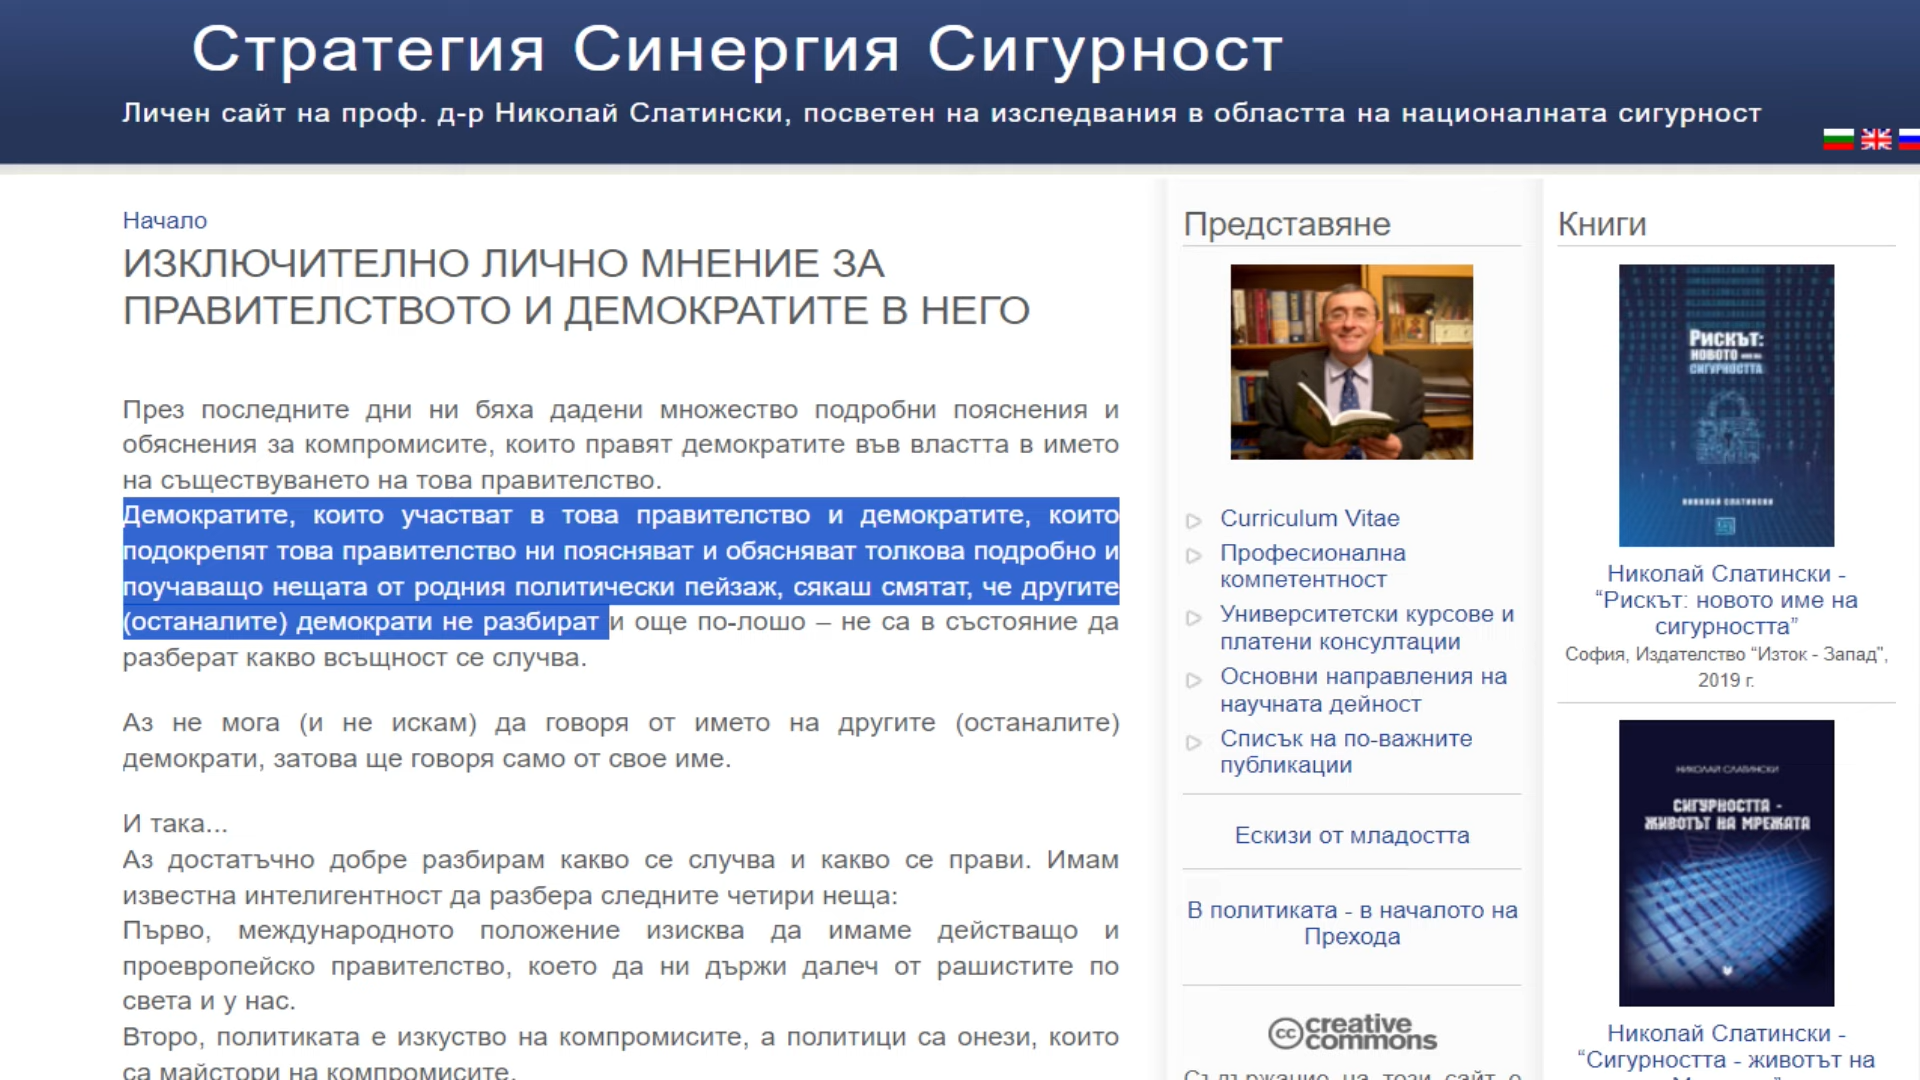 Стратегия Синергия Сигурност
Личен сайт на проф. д-р Николай Слатински, посветен на изследвания в областта на националната сигурност
Начало
ИЗКЛЮЧИТЕЛНО ЛИЧНО МНЕНИЕ ЗА
ПРАВИТЕЛСТВОТО И ДЕМОКРАТИТЕ В НЕГО
През последните дни ни бяха дадени множество подробни пояснения и
обяснения за компромисите, които правят демократите във властта в името
на съществуването на това правителство.
Демократите, които участват в това правителство и демократите, които
подокрепят това правителство ни поясняват и обясняват толкова подробно и
поучаващо нещата от родния политически пейзаж, сякаш смятат, че другите
(останалите) демократи не разбират и още по-лошо – не са в състояние да
разберат какво всъщност се случва.
Аз не мога (и не искам) да говоря от името на другите (останалите)
демократи, затова ще говоря само от свое име.
И така...
Аз достатъчно добре разбирам какво се случва и какво се прави. Имам
известна интелигентност да разбера следните четири неща:
Първо, международното положение изисква да имаме действащо и
проевропейско правителство, което да ни държи далеч от рашистите по
света и у нас.
Второ, политиката е изкуство на компромисите, а политици са онези, които
са майстори на компромисите.
Представяне
Curriculum Vitae
Професионална
компетентност
Университетски курсове и
платени консултации
Основни направления на
научната дейност
Списък на по-важните
публикации
Ескизи от младостта
В политиката - в началото на
Прехода
cc creative
commons
Съдържание на този сайт е
Книги
Рискът:
новото име на
сигурността
НИКОЛАЙ СЛАТИНСКИ
Николай Слатински -
“Рискът: новото име на
сигурността”
София, Издателство “Изток - Запад”,
2019 г.
НИКОЛАЙ СЛАТИНСКИ
СИГУРНОСТТА -
ЖИВОТЪТ НА МРЕЖАТА
Николай Слатински -
“Сигурността - животът на